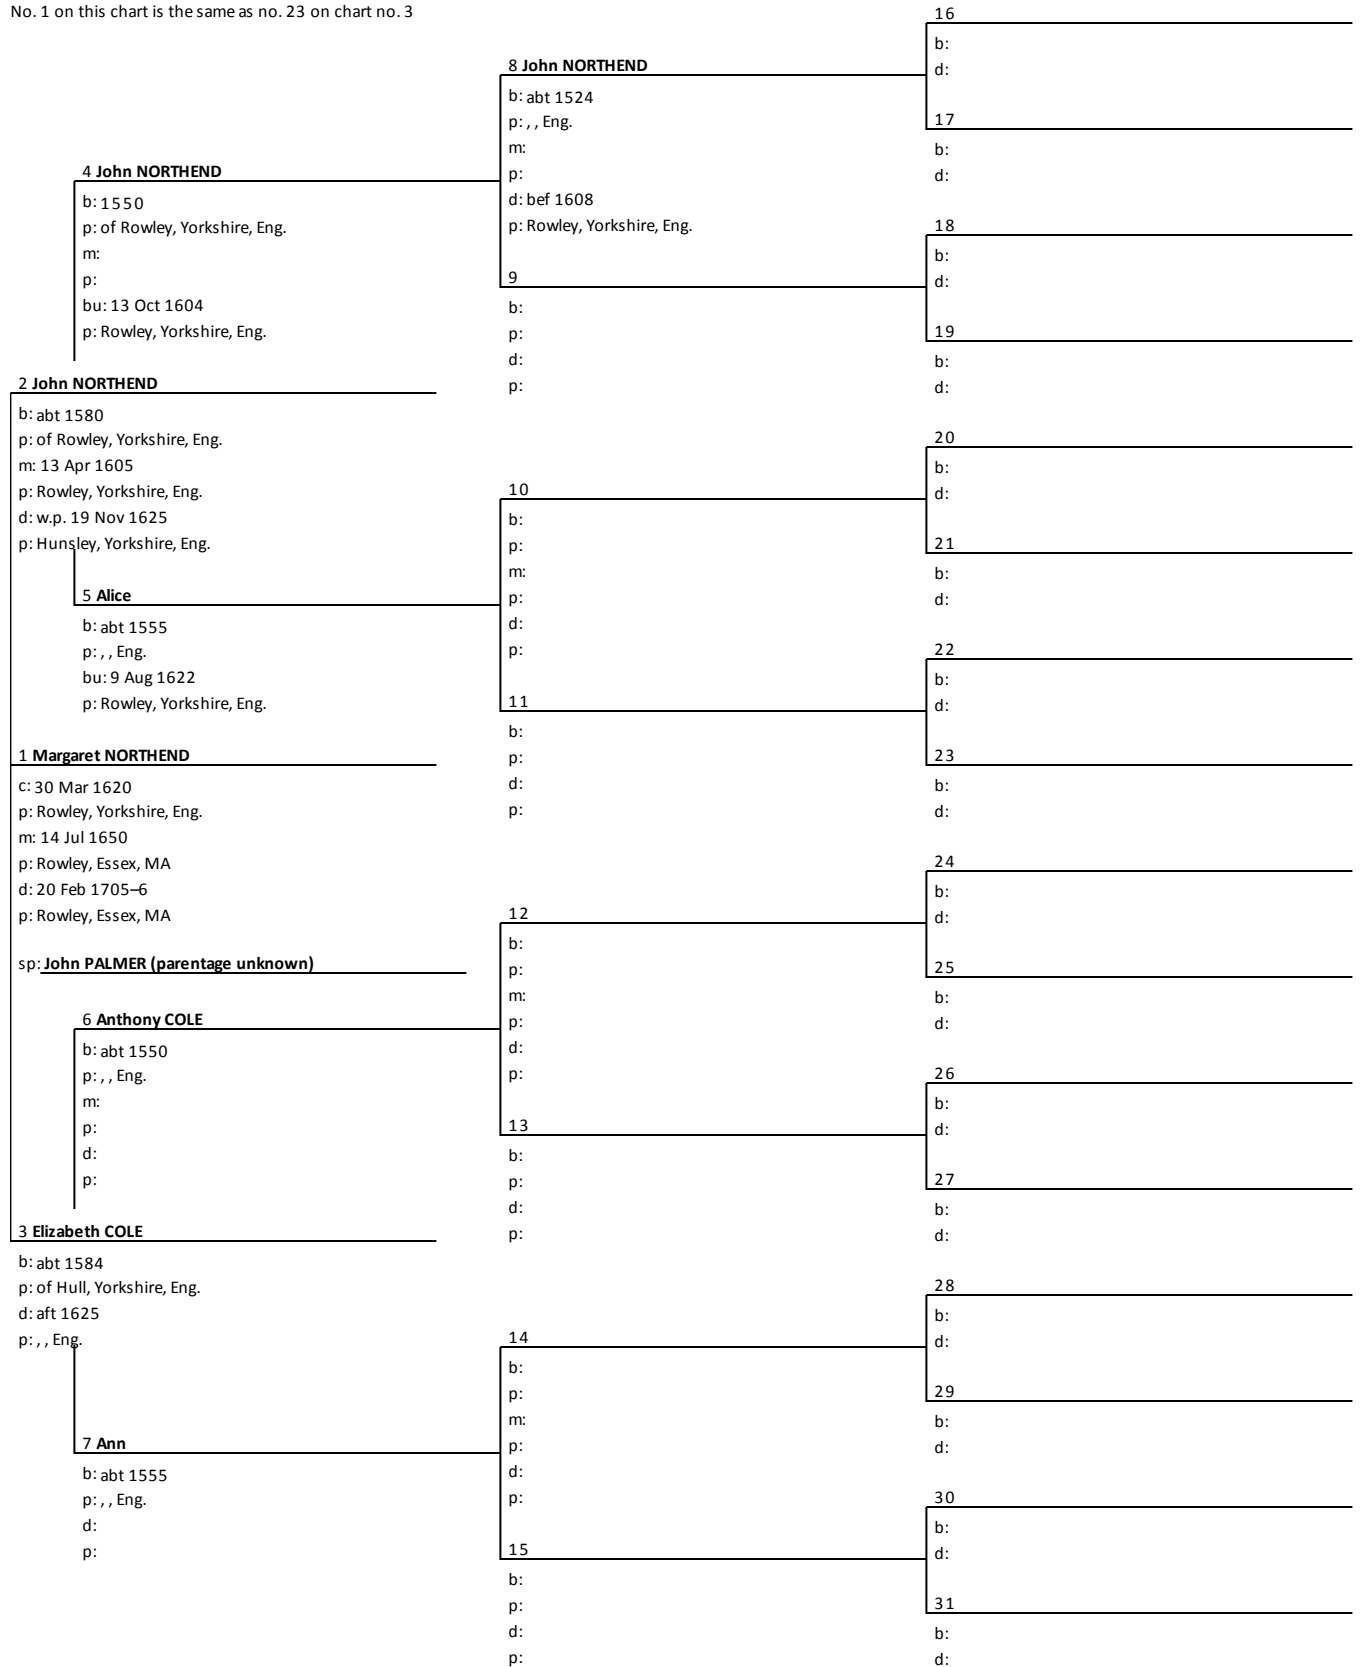 No. 1 on this chart is the same as no. 23 on chart no. 3
16
b:
d:
8 John NORTHEND
b: abt 1524
p: , , Eng.
m:
p:
d: bef 1608
p: Rowley, Yorkshire, Eng.
17
b:
d:
4 John NORTHEND
b: 1550
p: of Rowley, Yorkshire, Eng.
m:
p:
bu: 13 Oct 1604
p: Rowley, Yorkshire, Eng.
18
b:
d:
9
b:
p:
d:
p:
19
b:
d:
2 John NORTHEND
b: abt 1580
p: of Rowley, Yorkshire, Eng.
m: 13 Apr 1605
p: Rowley, Yorkshire, Eng.
d: w.p. 19 Nov 1625
p: Hunsley, Yorkshire, Eng.
20
b:
d:
10
b:
p:
m:
p:
d:
p:
21
b:
d:
5 Alice
b: abt 1555
p: , , Eng.
bu: 9 Aug 1622
p: Rowley, Yorkshire, Eng.
22
b:
d:
11
b:
p:
d:
p:
23
b:
d:
1 Margaret NORTHEND
c: 30 Mar 1620
p: Rowley, Yorkshire, Eng.
m: 14 Jul 1650
p: Rowley, Essex, MA
d: 20 Feb 1705–6
p: Rowley, Essex, MA
sp: John PALMER (parentage unknown)
24
b:
d:
12
b:
p:
m:
p:
d:
p:
25
b:
d:
6 Anthony COLE
b: abt 1550
p: , , Eng.
m:
p:
d:
p:
26
b:
d:
13
b:
p:
d:
p:
27
b:
d:
3 Elizabeth COLE
b: abt 1584
p: of Hull, Yorkshire, Eng.
d: aft 1625
p: , , Eng.
28
b:
d:
14
b:
p:
m:
p:
d:
p:
29
b:
d:
7 Ann
b: abt 1555
p: , , Eng.
d:
p:
30
b:
d:
15
b:
p:
d:
p:
31
b:
d: